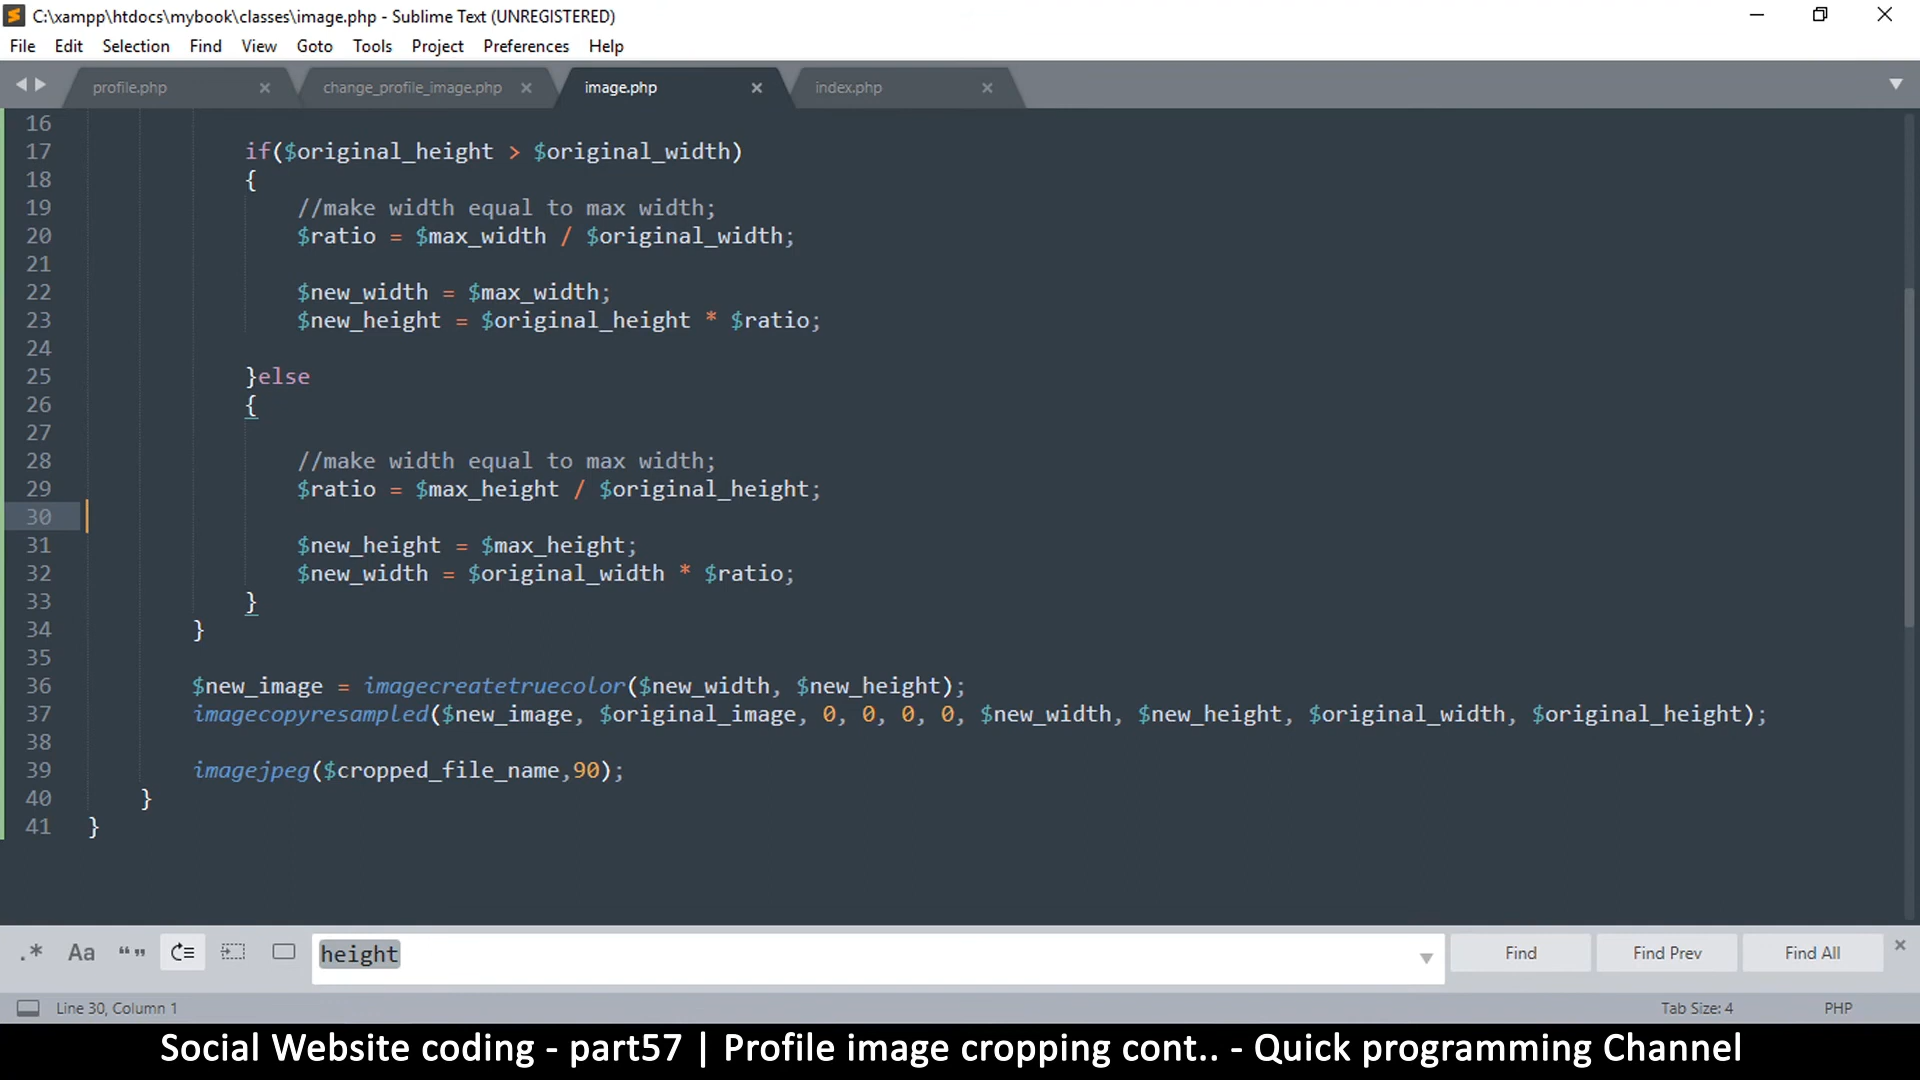 C:\xampp\htdocs\mybook\classes\image.php - Sublime Text (UNREGISTERED)
File Edit Selection Find View Goto Tools Project Preferences Help
profile.php change_profile_image.php image.php index.php
16
17 if($original_height > $original_width)
18 {
19 //make width equal to max width;
20 $ratio = $max_width / $original_width;
21
22 $new_width = $max_width;
23 $new_height = $original_height * $ratio;
24
25 }else
26 {
27
28 //make width equal to max width;
29 $ratio = $max_height / $original_height;
30
31 $new_height = $max_height;
32 $new_width = $original_width * $ratio;
33 }
34 }
35
36 $new_image = imagecreatetruecolor($new_width, $new_height);
37 imagecopyresampled($new_image, $original_image, 0, 0, 0, 0, $new_width, $new_height, $original_width, $original_height);
38
39 imagejpeg($cropped_file_name,90);
40 }
41 }
.* Aa “” height Find Find Prev Find All
Line 30, Column 1 Tab Size: 4 PHP
Social Website coding - part57 | Profile image cropping cont.. - Quick programming Channel